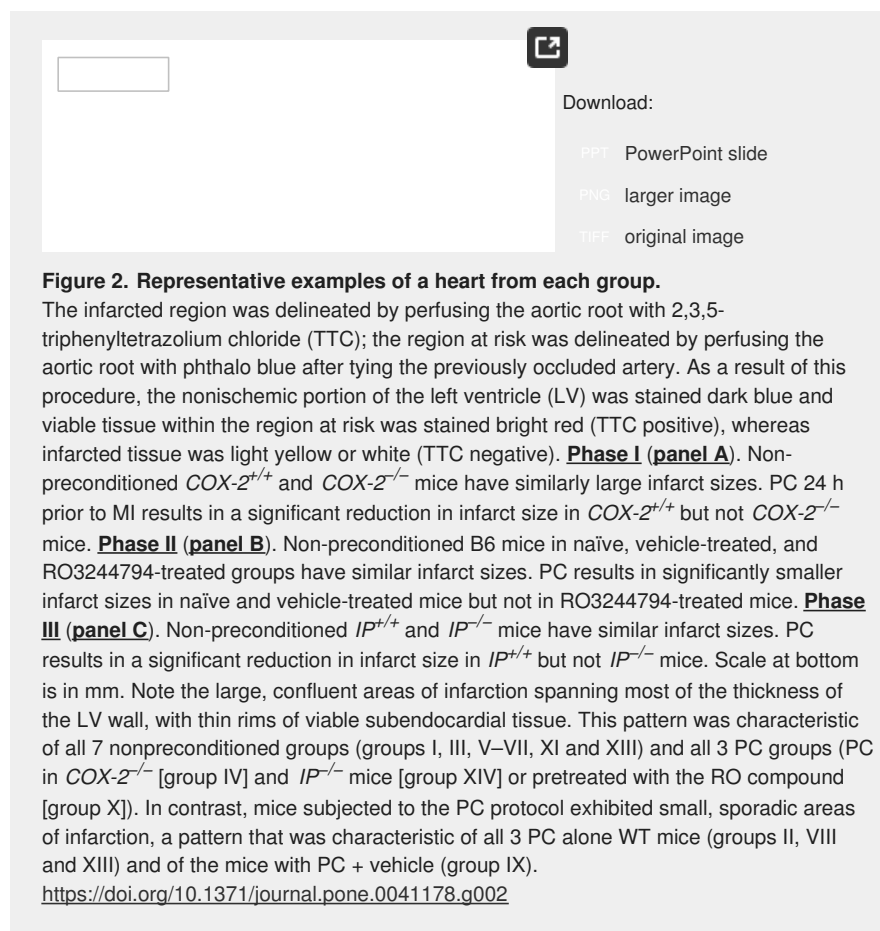 Download:
PPT PowerPoint slide
PNG larger image
TIFF original image
Figure 2. Representative examples of a heart from each group.
The infarcted region was delineated by perfusing the aortic root with 2,3,5-
triphenyltetrazolium chloride (TTC); the region at risk was delineated by perfusing the
aortic root with phthalo blue after tying the previously occluded artery. As a result of this
procedure, the nonischemic portion of the left ventricle (LV) was stained dark blue and
viable tissue within the region at risk was stained bright red (TTC positive), whereas
infarcted tissue was light yellow or white (TTC negative). Phase I (panel A). Non-
preconditioned COX-2+/+ and COX-2−/− mice have similarly large infarct sizes. PC 24 h
prior to MI results in a significant reduction in infarct size in COX-2+/+ but not COX-2−/−
mice. Phase II (panel B). Non-preconditioned B6 mice in naïve, vehicle-treated, and
RO3244794-treated groups have similar infarct sizes. PC results in significantly smaller
infarct sizes in naïve and vehicle-treated mice but not in RO3244794-treated mice. Phase
III (panel C). Non-preconditioned IP+/+ and IP−/− mice have similar infarct sizes. PC
results in a significant reduction in infarct size in IP+/+ but not IP−/− mice. Scale at bottom
is in mm. Note the large, confluent areas of infarction spanning most of the thickness of
the LV wall, with thin rims of viable subendocardial tissue. This pattern was characteristic
of all 7 nonpreconditioned groups (groups I, III, V–VII, XI and XIII) and all 3 PC groups (PC
in COX-2−/− [group IV] and IP−/− mice [group XIV] or pretreated with the RO compound
[group X]). In contrast, mice subjected to the PC protocol exhibited small, sporadic areas
of infarction, a pattern that was characteristic of all 3 PC alone WT mice (groups II, VIII
and XIII) and of the mice with PC + vehicle (group IX).
https://doi.org/10.1371/journal.pone.0041178.g002